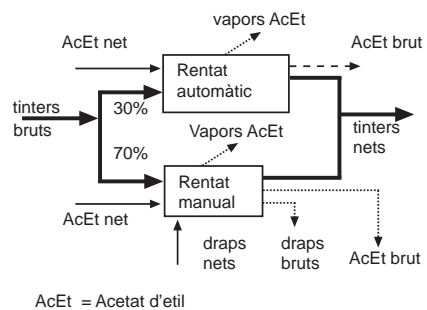 vapors AcEt
AcEt net
AcEt brut
Rentat
automàtic
tinters
bruts
30%
Vapors AcEt
tinters
nets
70%
Rentat
manual
AcEt net
draps
nets
draps
bruts
AcEt brut
AcEt = Acetat d'etil